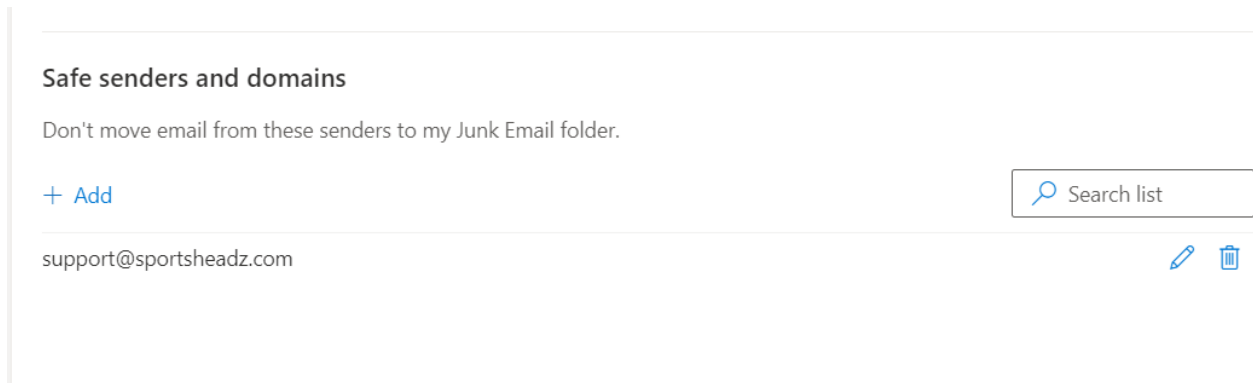 Safe senders and domains
Don't move email from these senders to my Junk Email folder.
+ Add
Search list
support@sportsheadz.com